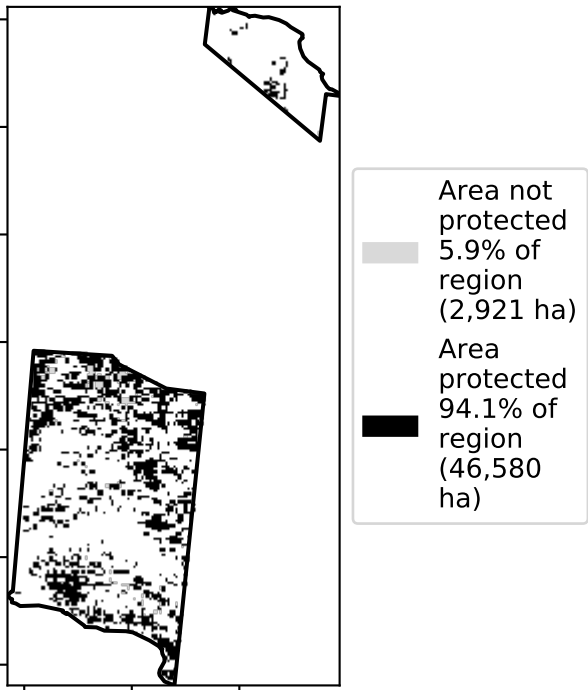 Area not
protected
5.9% of
region
(2,921 ha)
Area
protected
94.1% of
region
(46,580
ha)